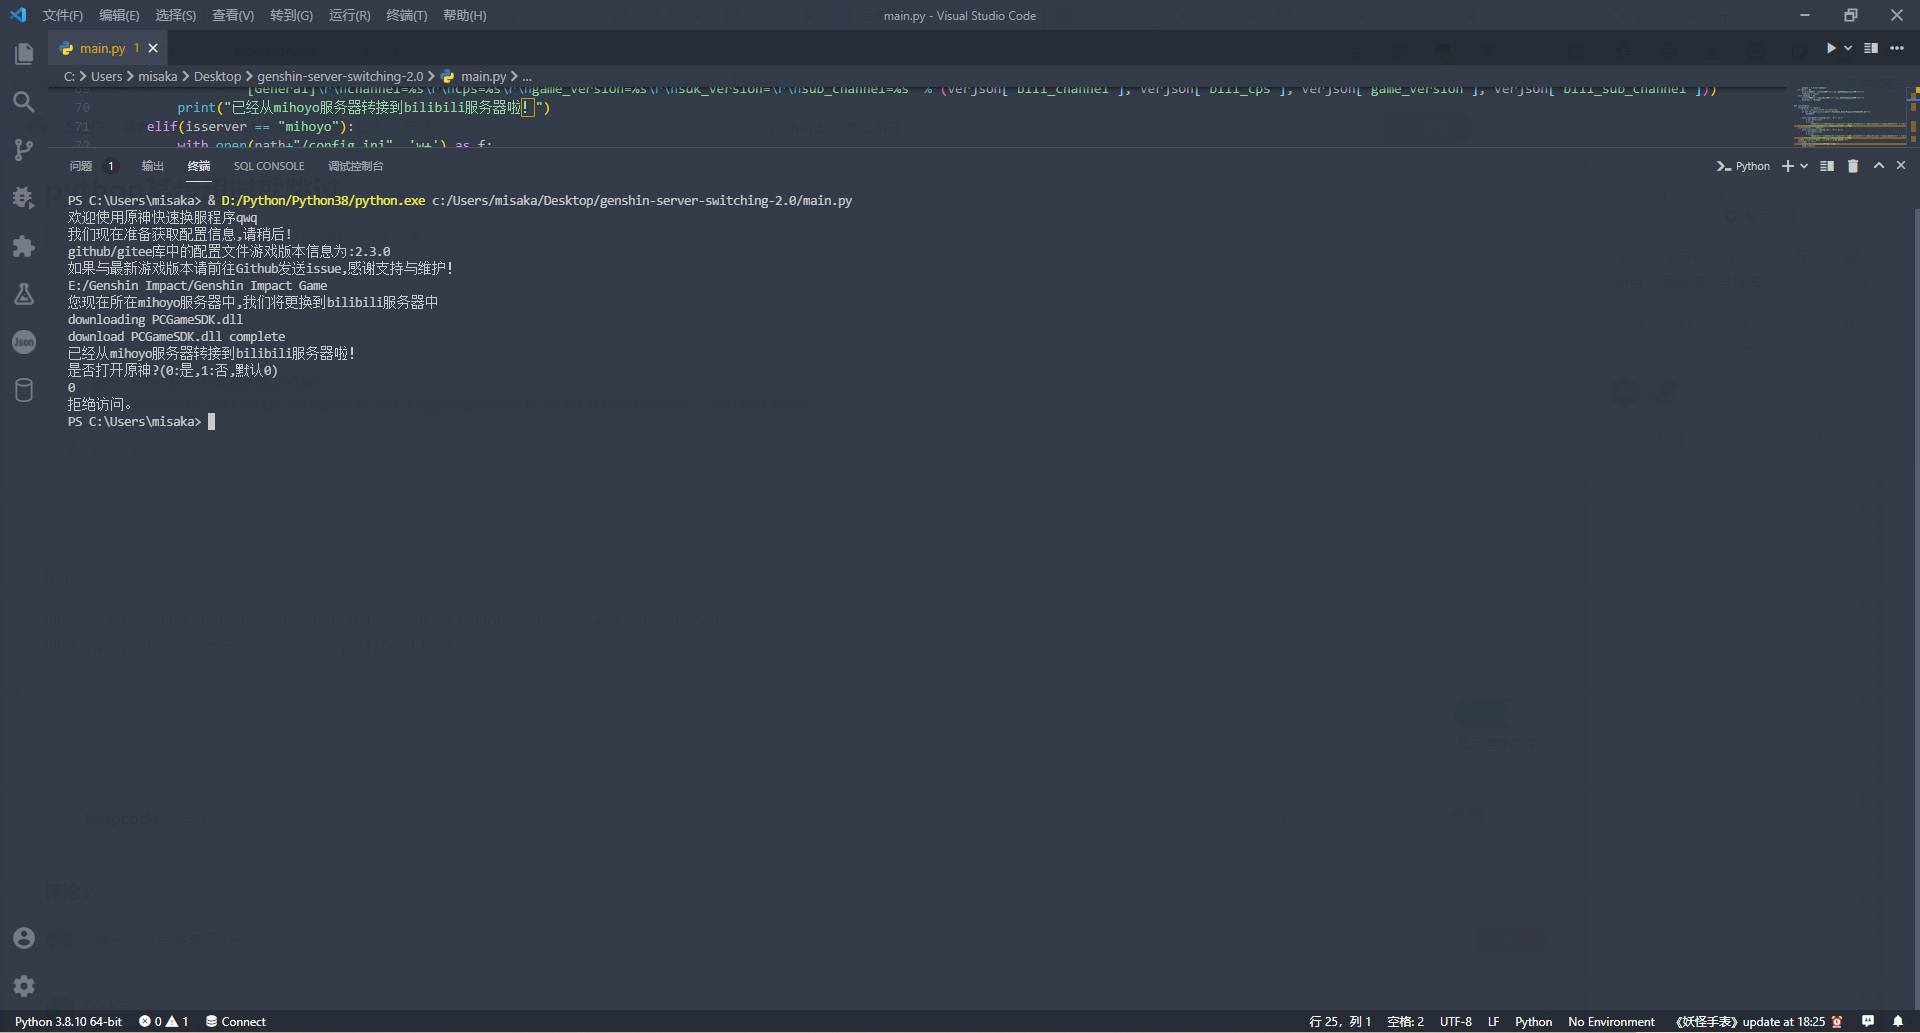 文件(F) 编辑(E) 选择(S) 查看(V) 转到(G) 运行(R) 终端(T) 帮助(H) main.py - Visual Studio Code
main.py 1
C: Users misaka Desktop genshin-server-switching-2.0 main.py ...
69 [General]\r\nchannel=%s\r\ncps=%s\r\ngame_version=%s\r\nsdk_version=\r\nsub_channel=%s" % (verjson["bili_channel"], verjson["bili_cps"], verjson["game_version"], verjson["bili_sub_channel"]))
70 print("已经从mihoyo服务器转接到bilibili服务器啦！")
71 elif(isserver == "mihoyo"):
72 with open(path+"/config.ini", 'w+') as f:
问题 1 输出 终端 SQL CONSOLE 调试控制台 Python
PS C:\Users\misaka> & D:/Python/Python38/python.exe c:/Users/misaka/Desktop/genshin-server-switching-2.0/main.py
欢迎使用原神快速换服程序qwq
我们现在准备获取配置信息,请稍后!
github/gitee库中的配置文件游戏版本信息为:2.3.0
如果与最新游戏版本请前往Github发送issue,感谢支持与维护!
E:/Genshin Impact/Genshin Impact Game
您现在所在mihoyo服务器中,我们将更换到bilibili服务器中
downloading PCGameSDK.dll
download PCGameSDK.dll complete
已经从mihoyo服务器转接到bilibili服务器啦!
是否打开原神?(0:是,1:否,默认0)
0
拒绝访问。
PS C:\Users\misaka>
Json
Python 3.8.10 64-bit 0 1 Connect 行 25，列 1 空格: 2 UTF-8 LF Python No Environment 《妖怪手表》update at 18:25